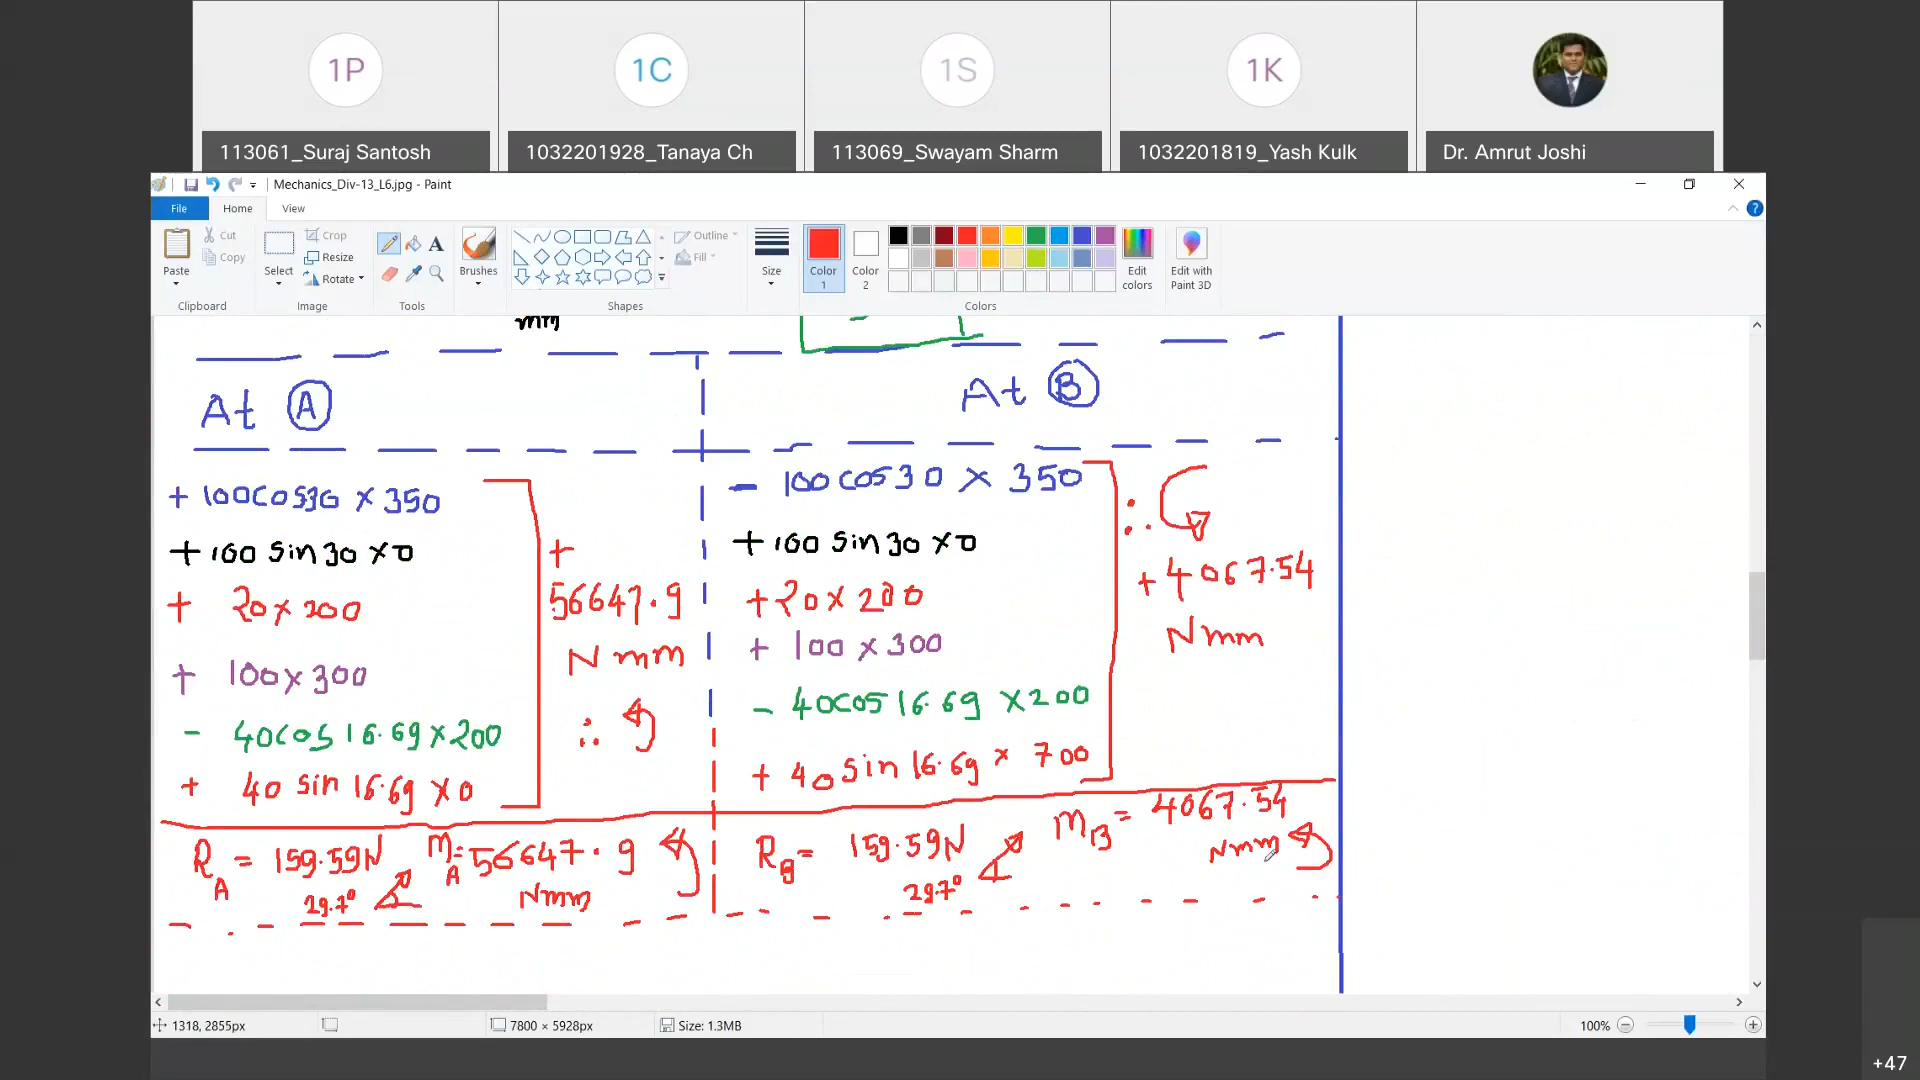 1P
1C
1S
1K
113061_Suraj Santosh
1032201928_Tanaya Ch
113069_Swayam Sharm
1032201819_Yash Kulk
Dr. Amrut Joshi
Mechanics_Div-13_L6.jpg - Paint
File Home View
Paste
Cut
Copy
Clipboard
Select
Crop
Resize
Rotate
Image
A
Tools
Brushes
Outline
Fill
Shapes
Size
Color 1
Color 2
Edit colors
Colors
Edit with Paint 3D
?
mm
At A
+ 100cos30 x 350
+ 100 sin 30 x 0
+ 20 x 200
+ 100 x 300
- 40cos 16.69 x 200
+ 40 sin 16.69 x 0
+
56647.9
N mm
∴
R A = 159.59N
29.7°
M A = 56647.9
Nmm
At B
- 100 cos30 x 350
+ 100 sin 30 x 0
+ 20 x 200
+ 100 x 300
- 40cos 16.69 x 200
+ 40 sin 16.69 x 700
∴
+ 4067.54
N mm
R B = 159.59N
29.7°
M B = 4067.54
Nmm
1318, 2855px
7800 × 5928px
Size: 1.3MB
100%
+47